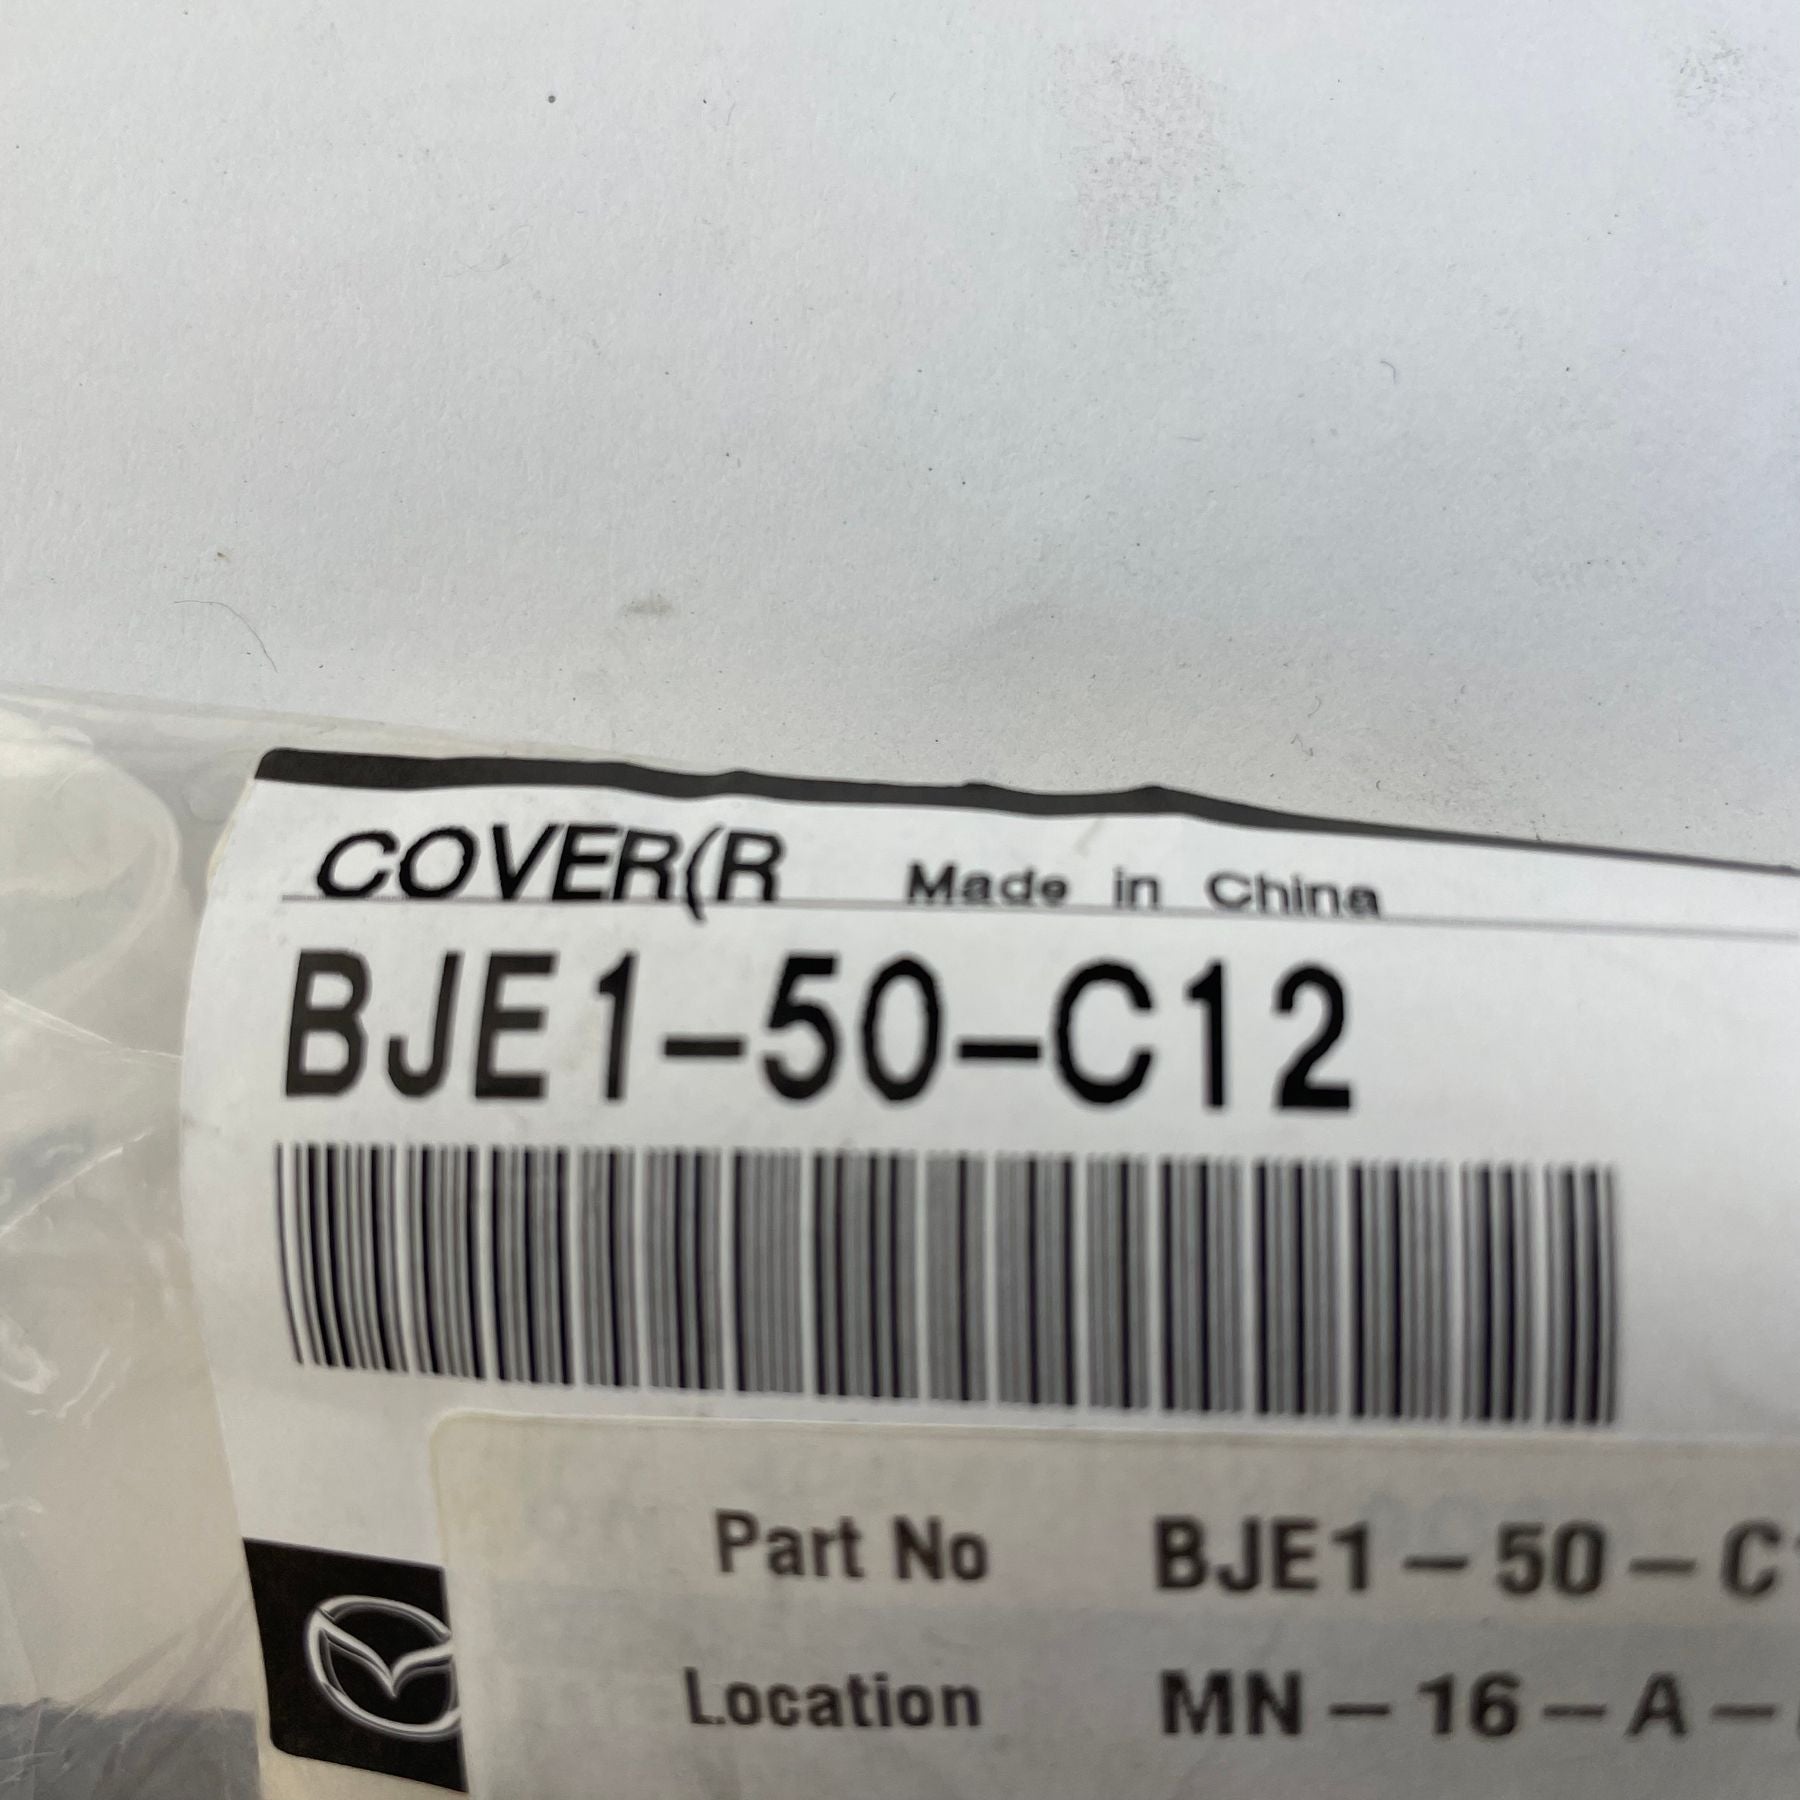 COVER(R Made in China
BJE1-50-C12
Part No BJE1-50-C
Location MN-16-A-